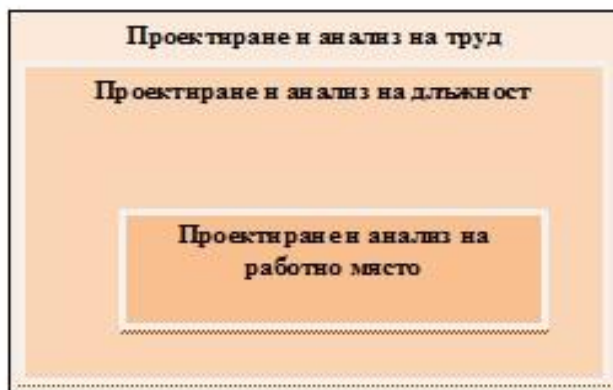 Проектиране и анализ на труд
Проектиране и анализ на длъжност
Проектиране и анализ на
работно място